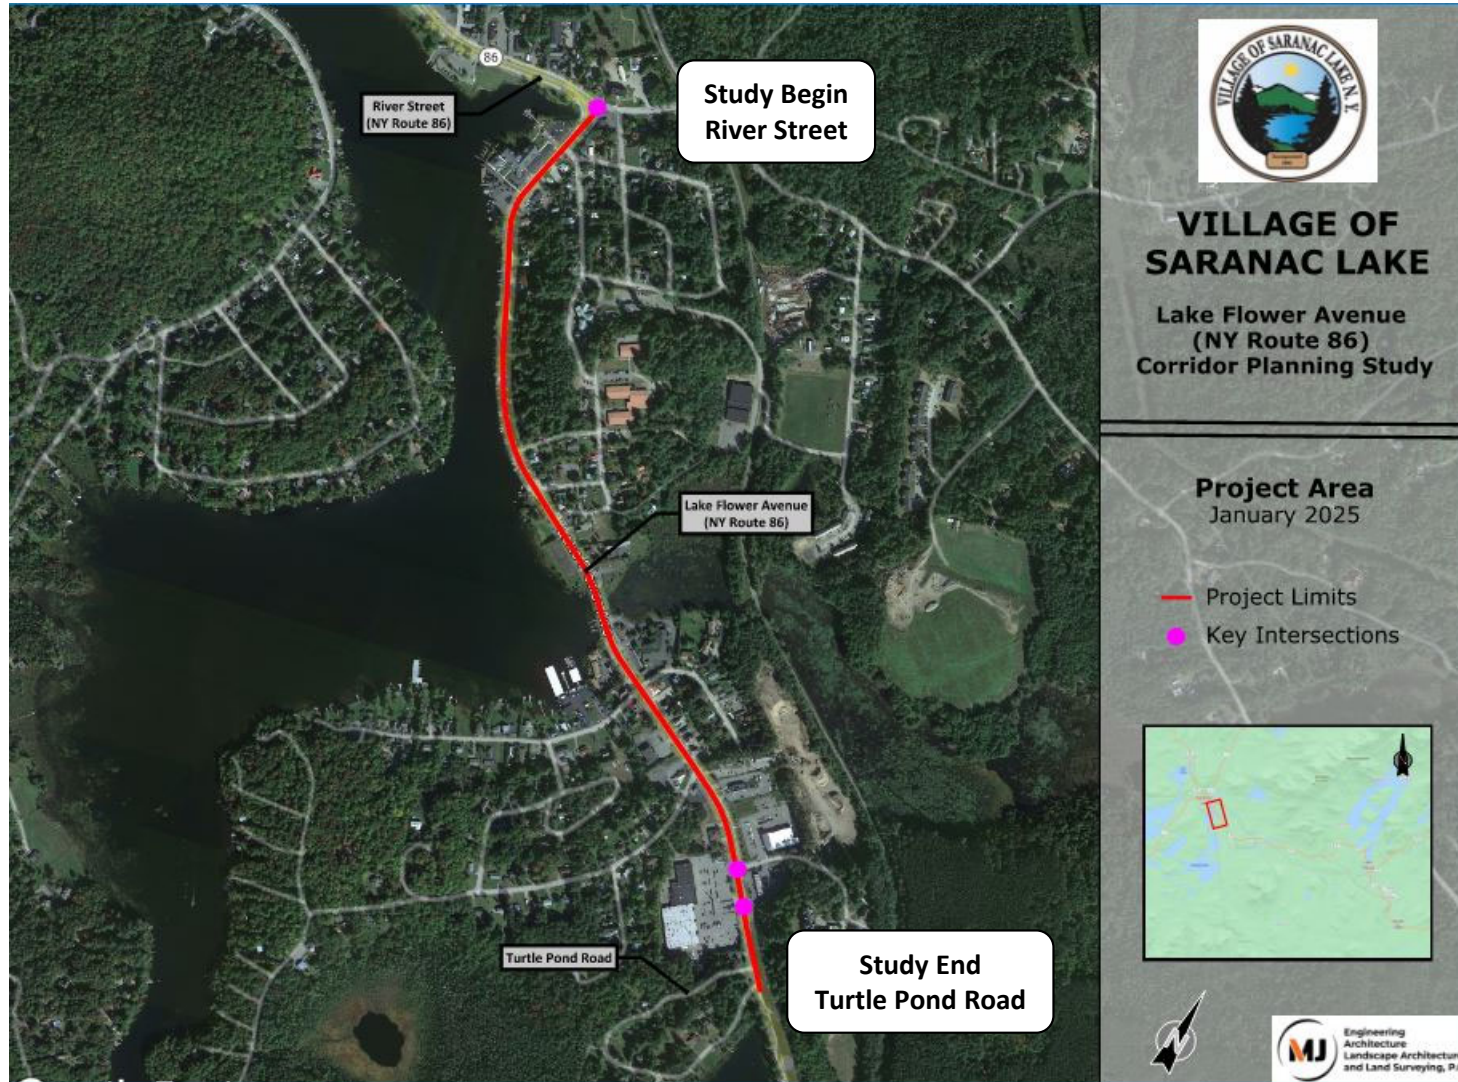 86
River Street
(NY Route 86)
Study Begin
River Street
Lake Flower Avenue
(NY Route 86)
Turtle Pond Road
Study End
Turtle Pond Road
VILLAGE OF SARANAC LAKE N.Y.
VILLAGE OF
SARANAC LAKE
Lake Flower Avenue
(NY Route 86)
Corridor Planning Study
Project Area
January 2025
Project Limits
Key Intersections
N
N
MJ
Engineering
Architecture
Landscape Architecture
and Land Surveying, P.